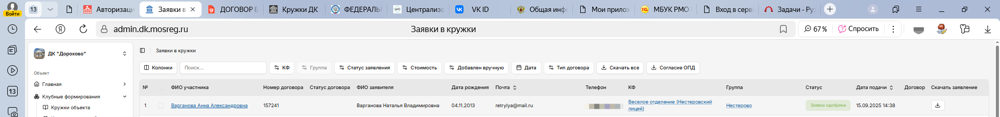 Войти
13
Авторизаци
Заявки в
ДОГОВОР Б
Кружки ДК
ФЕДЕРАЛЬ
Централизо
VK ID
Общая инфо
Мои прилож
МБУК РМО
Вход в серви
Задачи - Руз
admin.dk.mosreg.ru
Заявки в кружки
67 %
Спросить
ДК "Дорохово"
Заявки в кружки
Колонки
Поиск...
КФ
Группа
Статус заявления
Стоимость
Добавлен вручную
Дата
Тип договора
Скачать все
Согласие ОПД
Объект
Главная
13
Клубные формирования
Кружки объекта
№ ФИО участника Номер договора Статус договора ФИО заявителя Дата рождения Почта Телефон КФ Группа Статус Дата подачи Договор Скачать заявление
1 Варганова Анна Александровна 157241 Варганова Наталья Владимировна 04.11.2013 retrylya@mail.ru Веселое отделение (Нестеровский лицей) Нестерово Заявка одобрена 15.09.2025 14:38